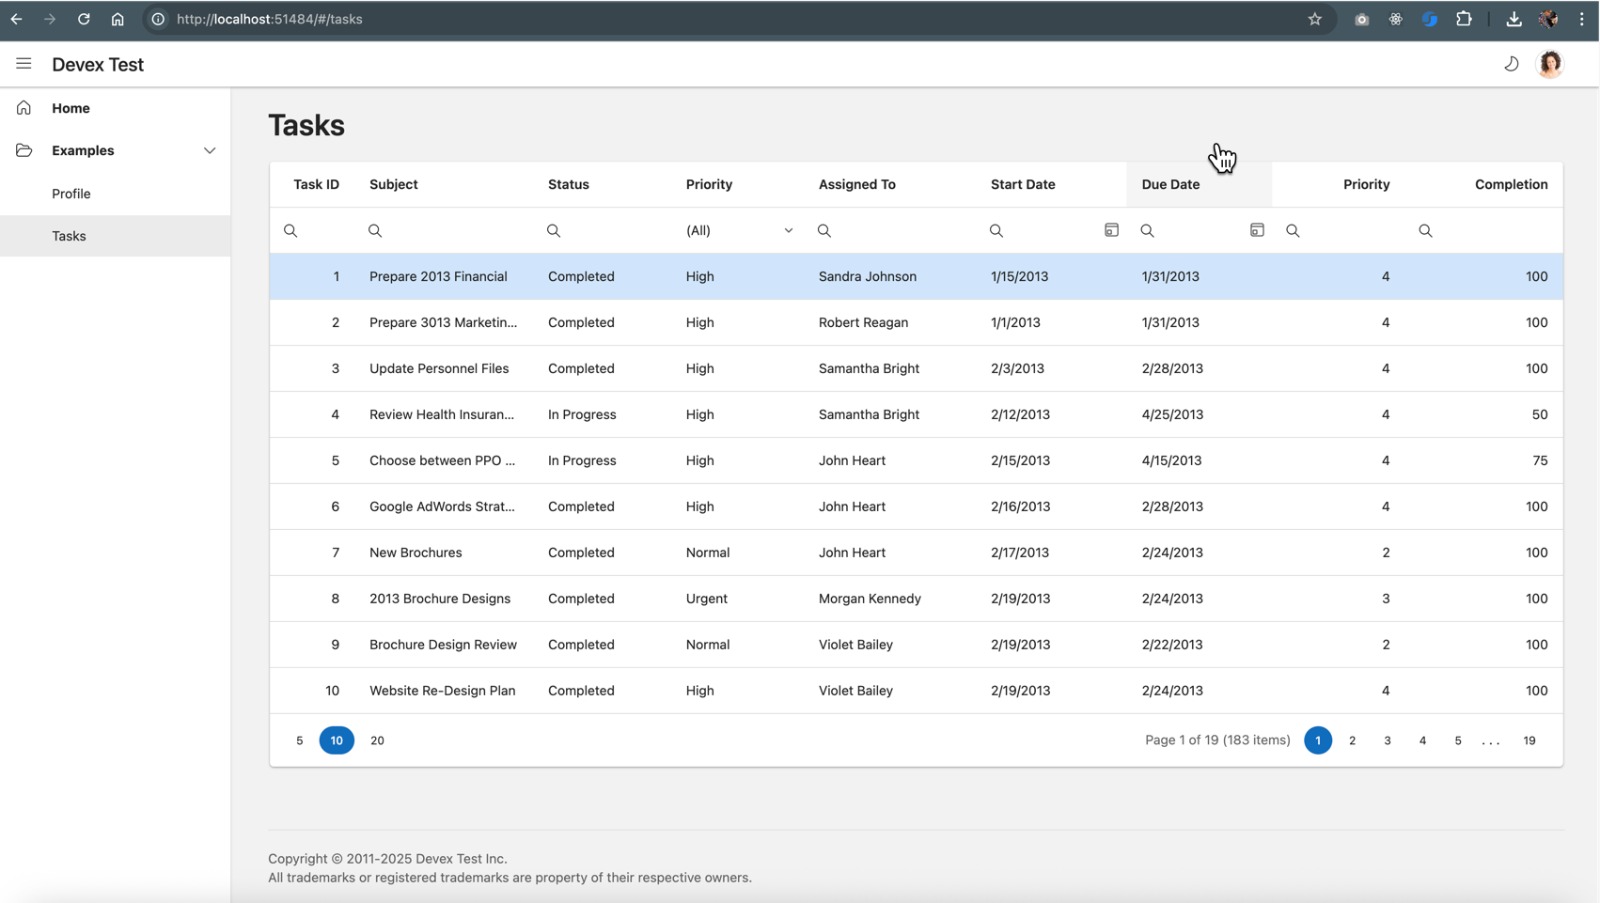 http://localhost:51484/#/tasks
Devex Test
Home
Examples
Profile
Tasks
Tasks
Task ID Subject Status Priority Assigned To Start Date Due Date Priority Completion
(All)
1 Prepare 2013 Financial Completed High Sandra Johnson 1/15/2013 1/31/2013 4 100
2 Prepare 3013 Marketin... Completed High Robert Reagan 1/1/2013 1/31/2013 4 100
3 Update Personnel Files Completed High Samantha Bright 2/3/2013 2/28/2013 4 100
4 Review Health Insuran... In Progress High Samantha Bright 2/12/2013 4/25/2013 4 50
5 Choose between PPO ... In Progress High John Heart 2/15/2013 4/15/2013 4 75
6 Google AdWords Strat... Completed High John Heart 2/16/2013 2/28/2013 4 100
7 New Brochures Completed Normal John Heart 2/17/2013 2/24/2013 2 100
8 2013 Brochure Designs Completed Urgent Morgan Kennedy 2/19/2013 2/24/2013 3 100
9 Brochure Design Review Completed Normal Violet Bailey 2/19/2013 2/22/2013 2 100
10 Website Re-Design Plan Completed High Violet Bailey 2/19/2013 2/24/2013 4 100
5 10 20 Page 1 of 19 (183 items) 1 2 3 4 5 ... 19
Copyright © 2011-2025 Devex Test Inc.
All trademarks or registered trademarks are property of their respective owners.